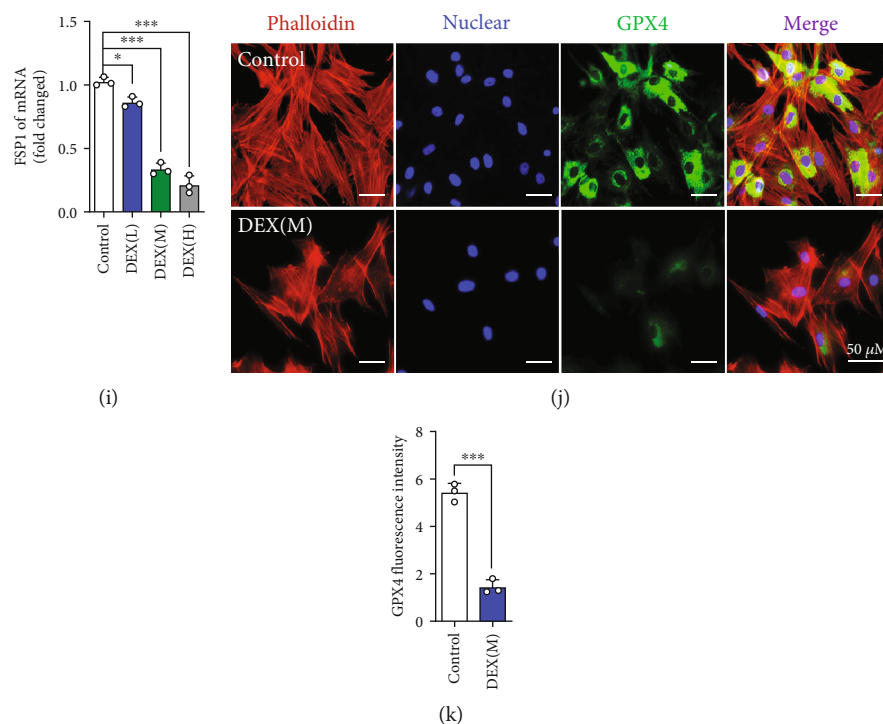 FSP1 of mRNA
(fold changed)
1.5
1.0
0.5
0.0
***
***
*
Control
DEX(L)
DEX(M)
DEX(H)
(i)
Phalloidin
Nuclear
GPX4
Merge
Control
DEX(M)
50 μM
(j)
GPX4 fluorescence intensity
8
6
4
2
0
***
Control
DEX(M)
(k)